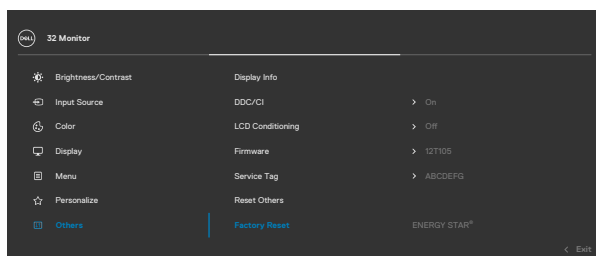 DELL 32 Monitor
Brightness/Contrast Display Info
Input Source DDC/CI > On
Color LCD Conditioning > Off
Display Firmware > 12T105
Menu Service Tag > ABCDEFG
Personalize Reset Others
Others Factory Reset ENERGY STAR®
< Exit